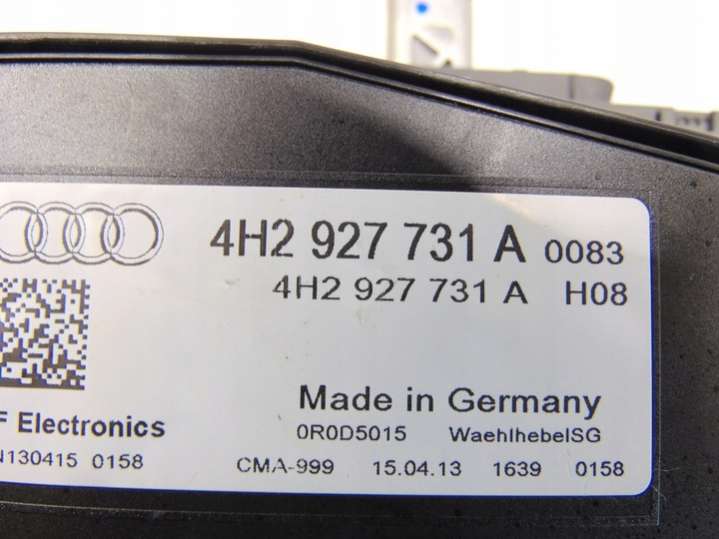 4H2 927 731 A 0083
4H2 927 731 A H08
Made in Germany
F Electronics
0R0D5015 WaehlhebelSG
N130415 0158
CMA-999 15.04.13 1639 0158